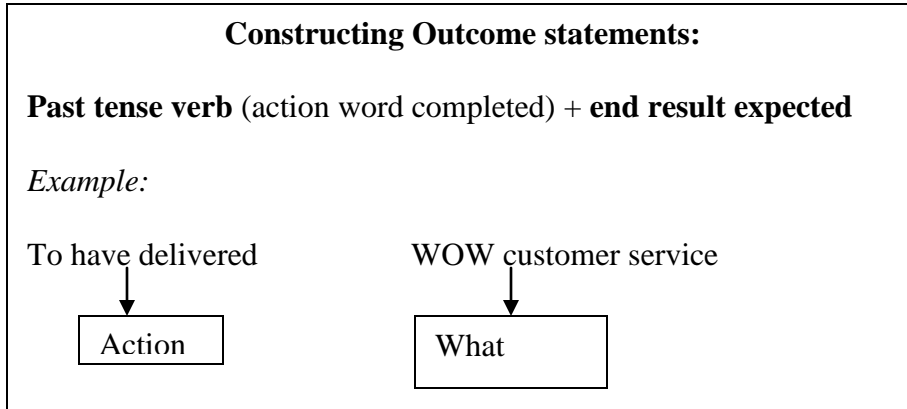 Constructing Outcome statements:
Past tense verb (action word completed) + end result expected
Example:
To have delivered WOW customer service
Action What